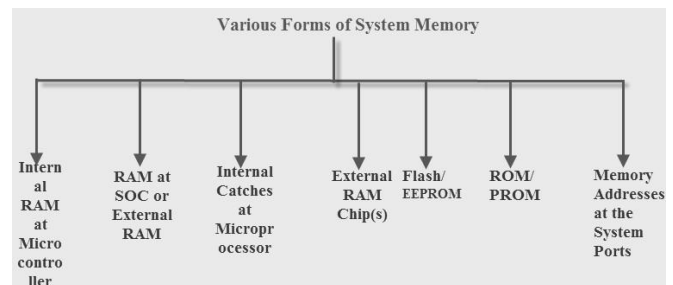 Various Forms of System Memory
Intern
al
RAM
at
Micro
contro
ller
RAM at
SOC or
External
RAM
Internal
Catches
at
Micropr
ocessor
External
RAM
Chip(s)
Flash/
EEPROM
ROM/
PROM
Memory
Addresses
at the
System
Ports